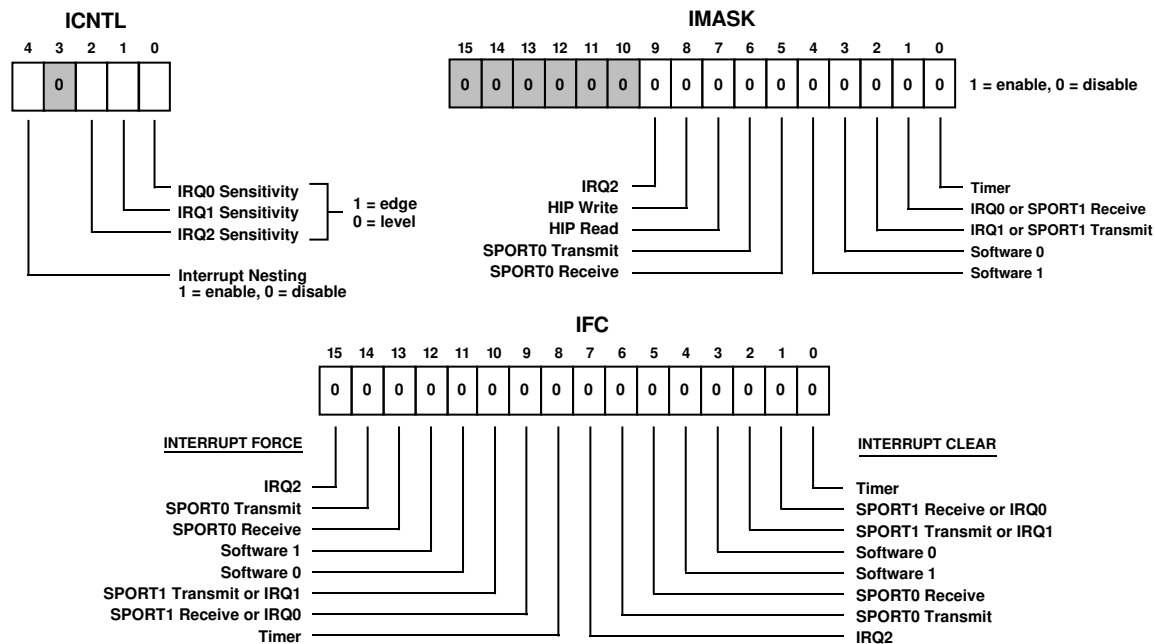 ICNTL
4 3 2 1 0
0
IRQ0 Sensitivity
IRQ1 Sensitivity
IRQ2 Sensitivity
1 = edge
0 = level
Interrupt Nesting
1 = enable, 0 = disable
IMASK
15 14 13 12 11 10 9 8 7 6 5 4 3 2 1 0
0 0 0 0 0 0 0 0 0 0 0 0 0 0 0 0
1 = enable, 0 = disable
IRQ2
HIP Write
HIP Read
SPORT0 Transmit
SPORT0 Receive
Timer
IRQ0 or SPORT1 Receive
IRQ1 or SPORT1 Transmit
Software 0
Software 1
IFC
15 14 13 12 11 10 9 8 7 6 5 4 3 2 1 0
0 0 0 0 0 0 0 0 0 0 0 0 0 0 0 0
INTERRUPT FORCE
IRQ2
SPORT0 Transmit
SPORT0 Receive
Software 1
Software 0
SPORT1 Transmit or IRQ1
SPORT1 Receive or IRQ0
Timer
INTERRUPT CLEAR
Timer
SPORT1 Receive or IRQ0
SPORT1 Transmit or IRQ1
Software 0
Software 1
SPORT0 Receive
SPORT0 Transmit
IRQ2